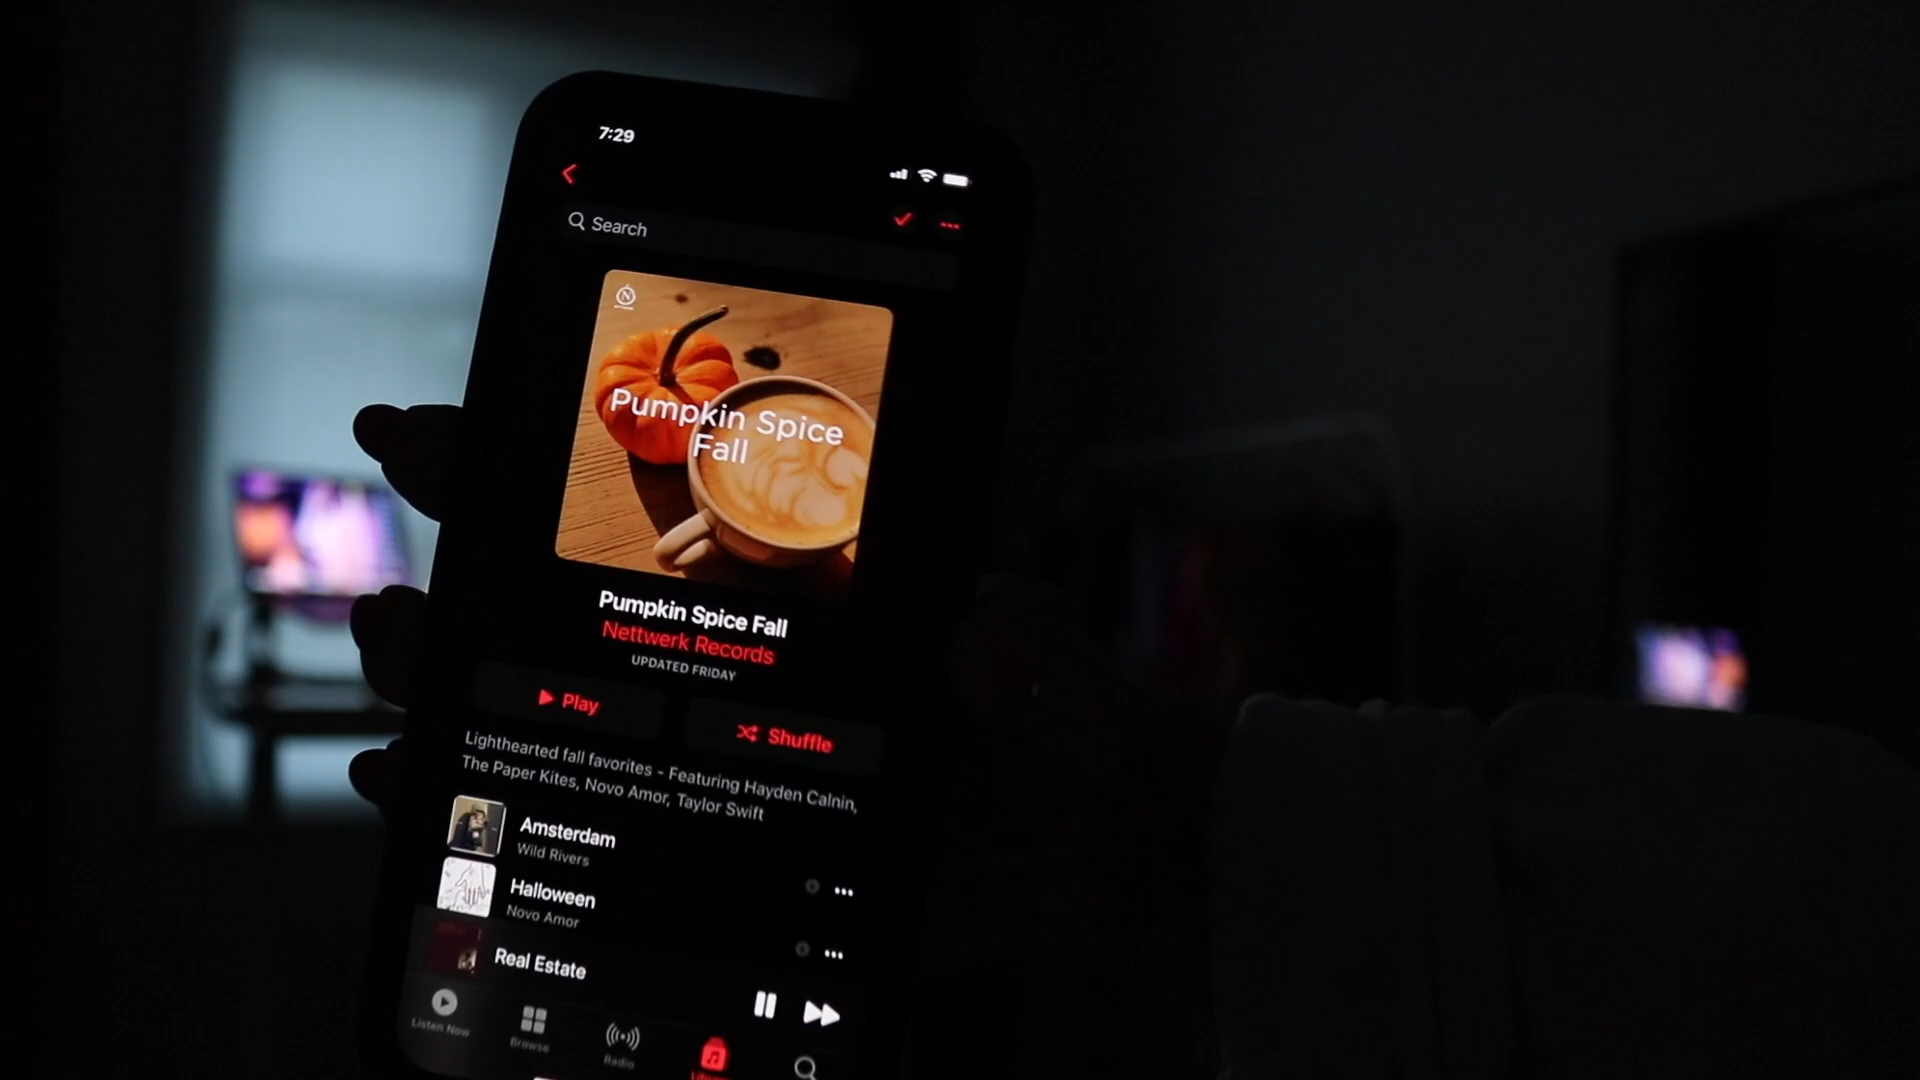 7:29
Search
N
Pumpkin Spice
Fall
Pumpkin Spice Fall
Nettwerk Records
UPDATED FRIDAY
Play
Shuffle
Lighthearted fall favorites - Featuring Hayden Calnin,
The Paper Kites, Novo Amor, Taylor Swift
Amsterdam
Wild Rivers
Halloween
Novo Amor
Real Estate
Listen Now
Browse
Radio